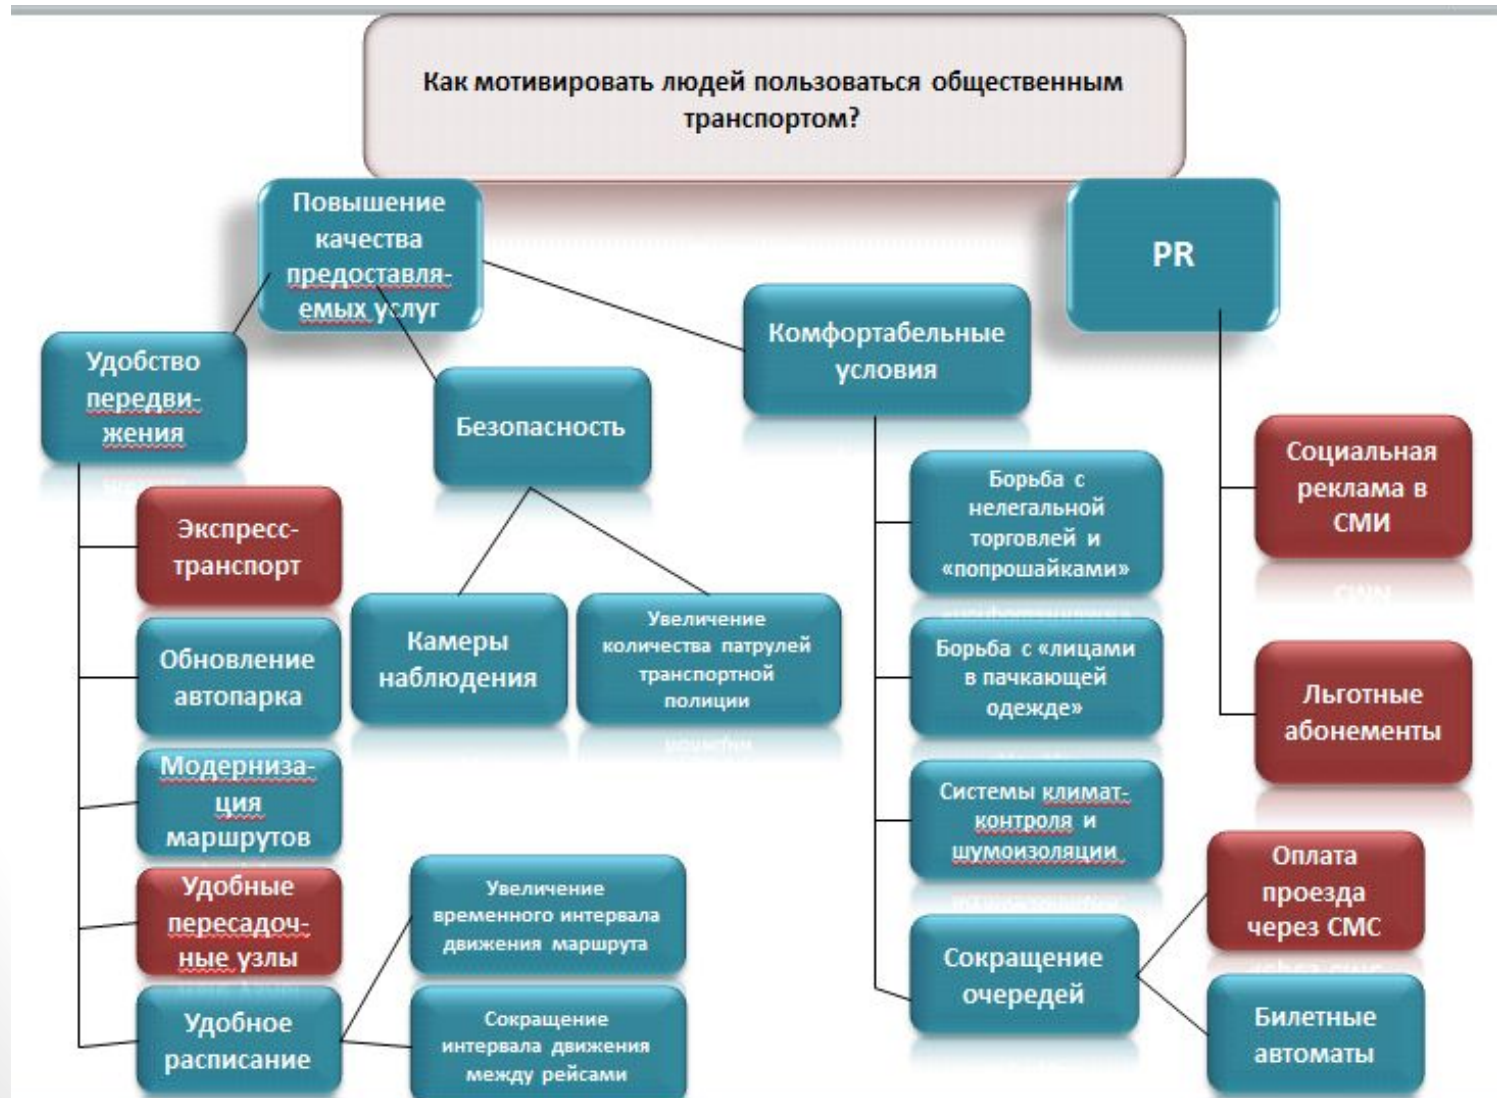 Как мотивировать людей пользоваться общественным
транспортом?
Повышение
качества
предоставля-
емых услуг
PR
Удобство
передви-
жения
Безопасность
Комфортабельные
условия
Экспресс-
транспорт
Обновление
автопарка
Модерниза-
ция
маршрутов
Удобные
пересадоч-
ные узлы
Удобное
расписание
Увеличение
временного интервала
движения маршрута
Сокращение
интервала движения
между рейсами
Камеры
наблюдения
Увеличение
количества патрулей
транспортной
полиции
Борьба с
нелегальной
торговлей и
«попрошайками»
Борьба с «лицами
в пачкающей
одежде»
Системы климат-
контроля и
шумоизоляции
Сокращение
очередей
Оплата
проезда
через СМС
Билетные
автоматы
Социальная
реклама в
СМИ
Льготные
абонементы